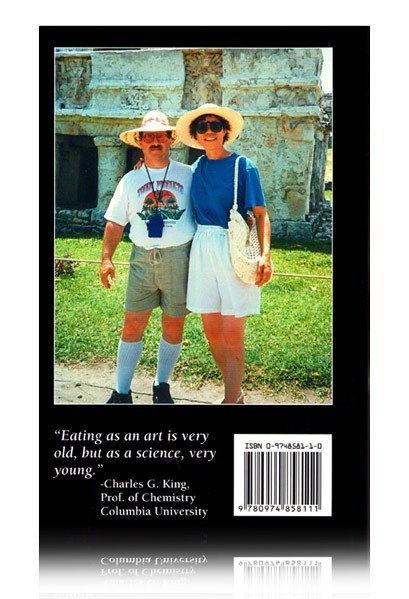 “Eating as an art is very
old, but as a science, very
young.”
-Charles G. King,
Prof. of Chemistry
Columbia University
ISBN 0-9748581-1-0
9 780974 858111